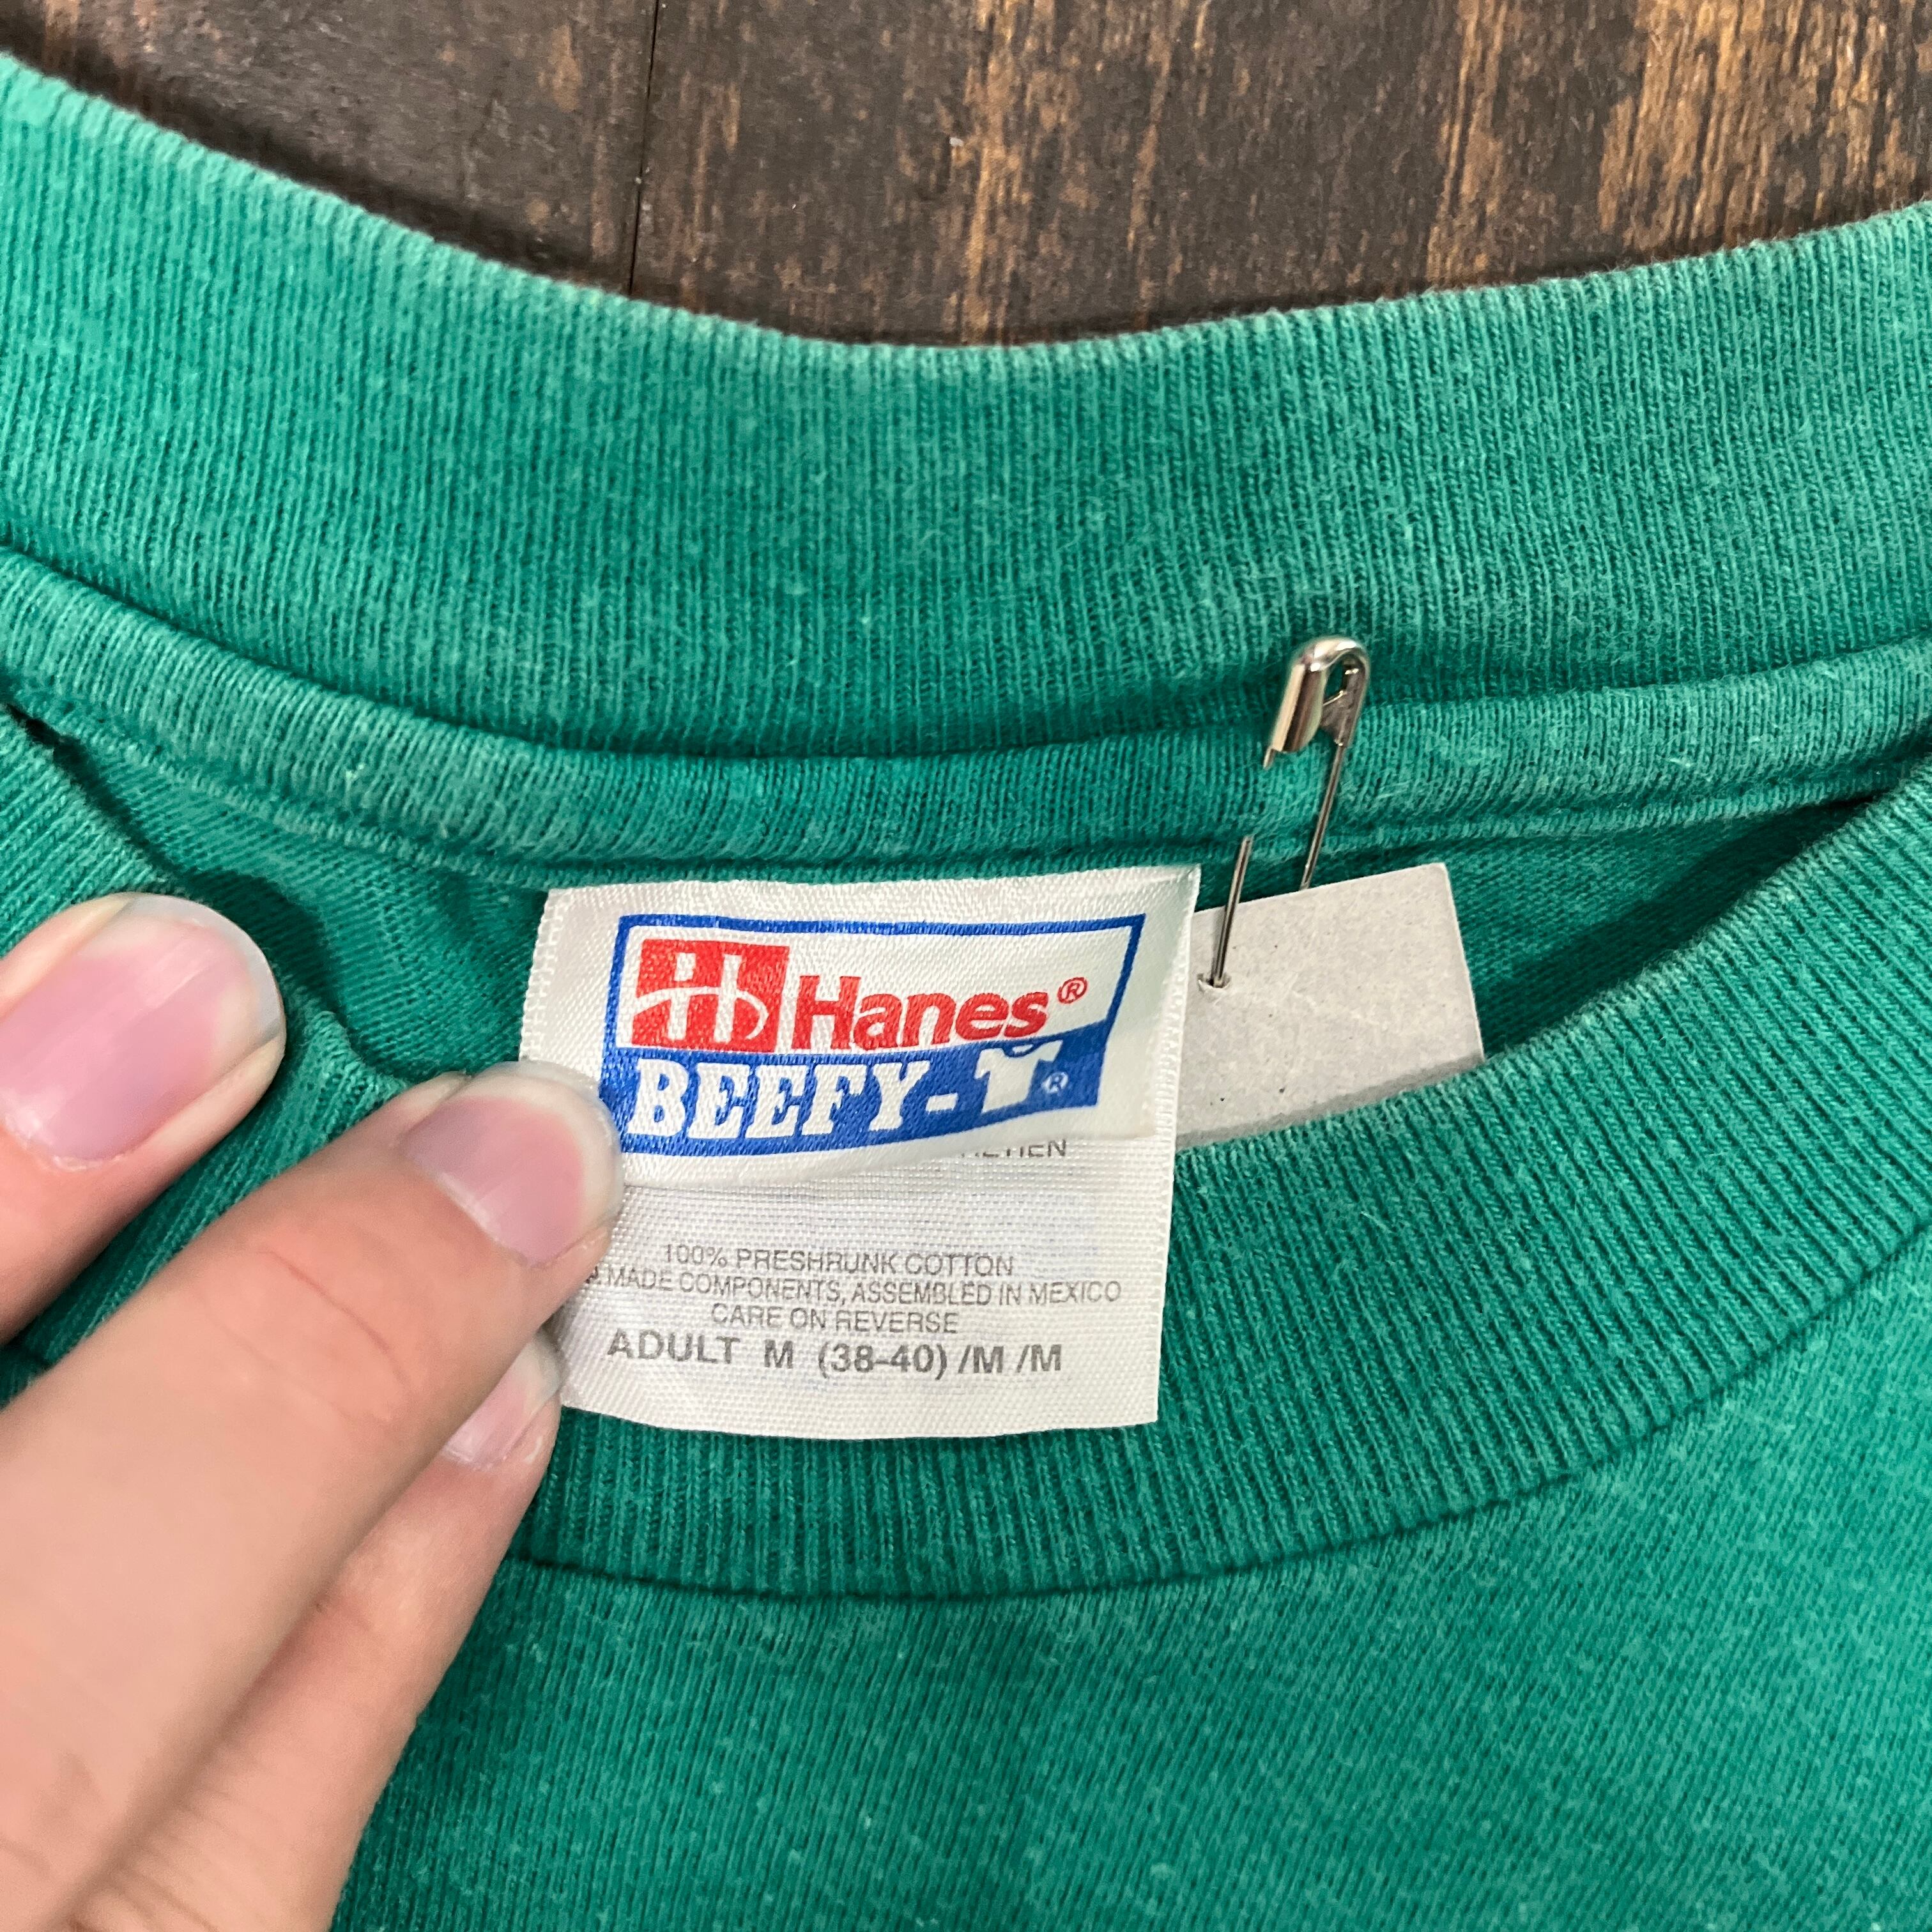 Hanes®
BEEFY-T®
100% PRESHRUNK COTTON
MADE COMPONENTS, ASSEMBLED IN MEXICO
CARE ON REVERSE
ADULT M (38-40) /M /M